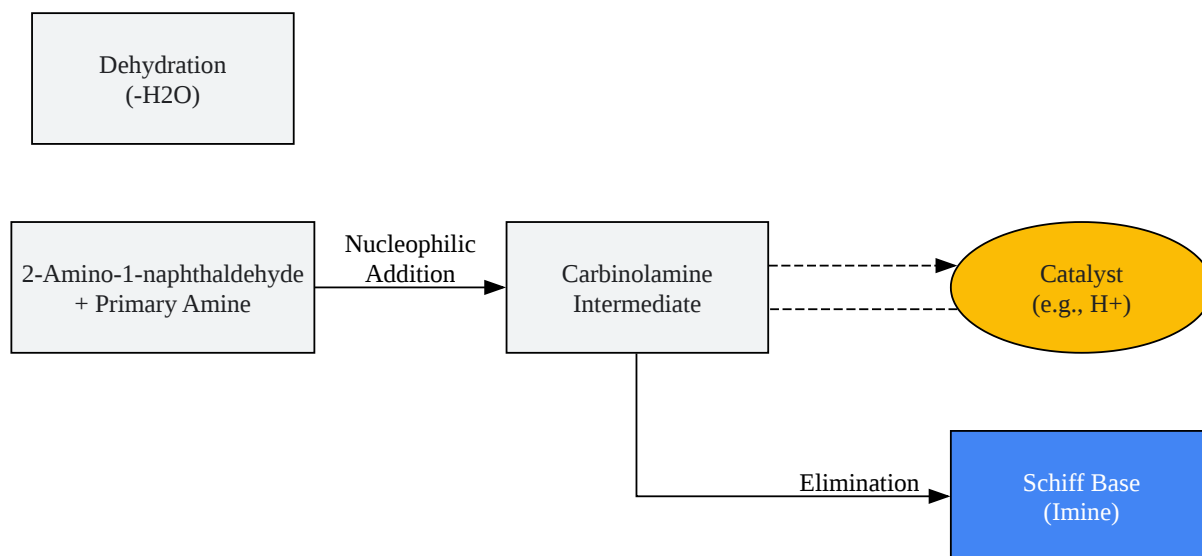 Dehydration
(-H2O)
2-Amino-1-naphthaldehyde
+ Primary Amine
Nucleophilic
Addition
Carbinolamine
Intermediate
Catalyst
(e.g., H+)
Elimination
Schiff Base
(Imine)